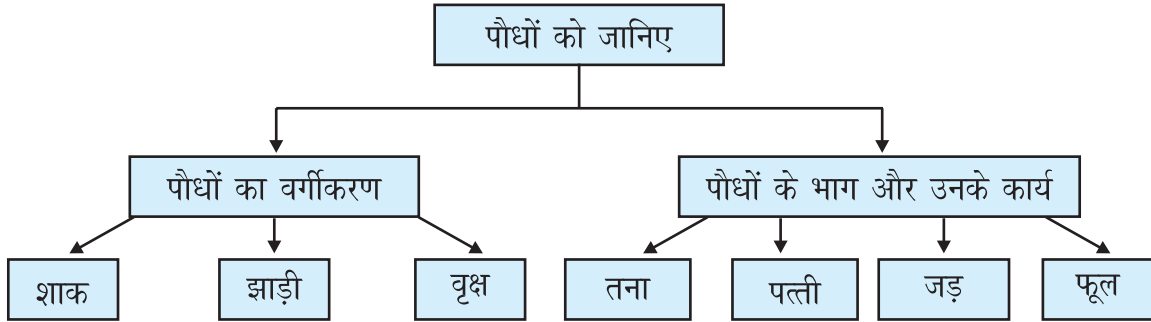 पौधों को जानिए
पौधों का वर्गीकरण
पौधों के भाग और उनके कार्य
शाक
झाड़ी
वृक्ष
तना
पत्ती
जड़
फूल